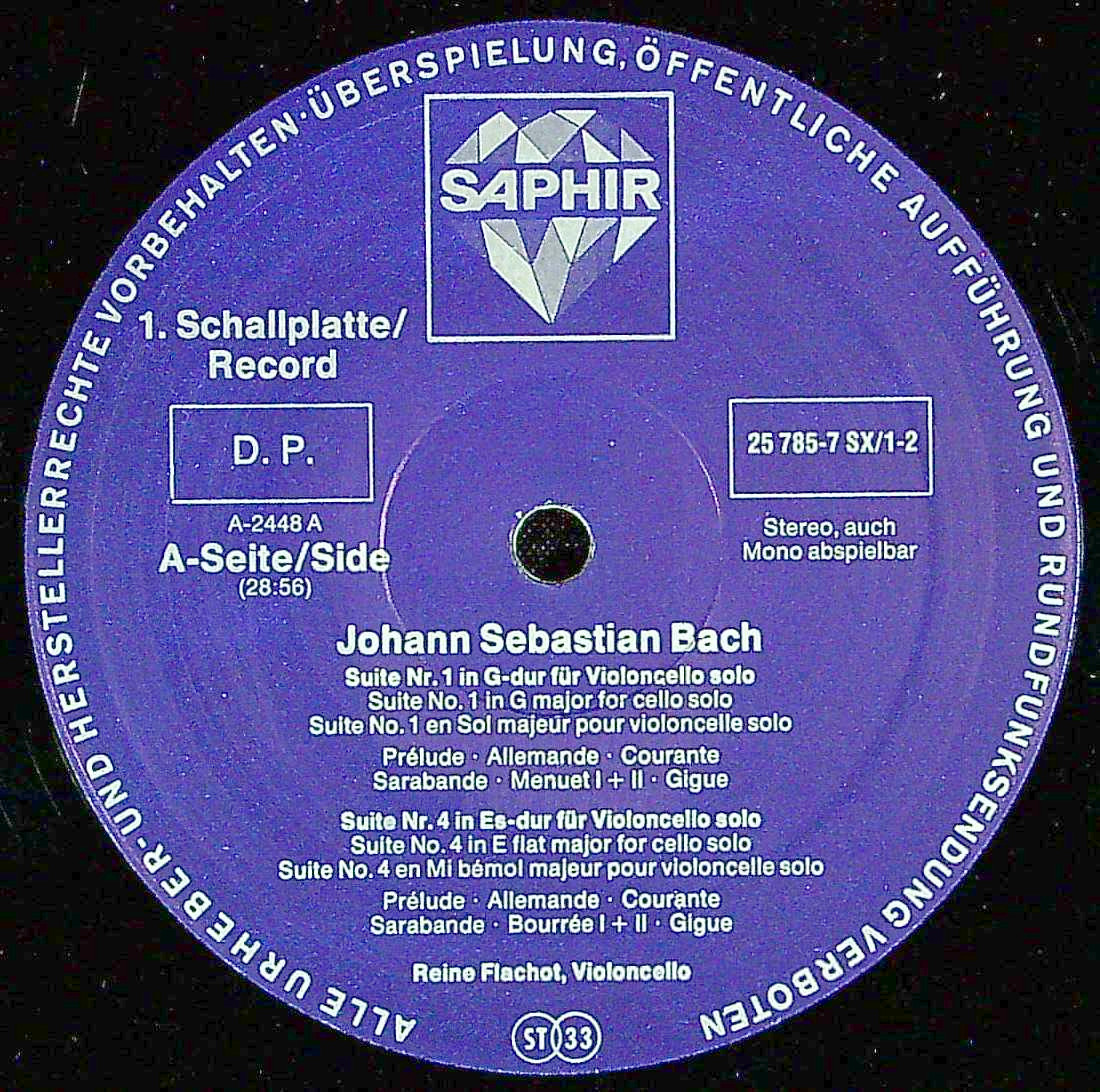 ALLE URHEBER- UND HERSTELLERRECHTE VORBEHALTEN · ÜBERSPIELUNG, ÖFFENTLICHE AUFFÜHRUNG UND RUNDFUNKSENDUNG VERBOTEN
SAPHIR
1. Schallplatte/
Record
D. P.
25 785-7 SX/1-2
A-2448 A
A-Seite/Side
(28:56)
Stereo, auch
Mono abspielbar
Johann Sebastian Bach
Suite Nr. 1 in G-dur für Violoncello solo
Suite No. 1 in G major for cello solo
Suite No. 1 en Sol majeur pour violoncelle solo
Prélude · Allemande · Courante
Sarabande · Menuet I + II · Gigue
Suite Nr. 4 in Es-dur für Violoncello solo
Suite No. 4 in E flat major for cello solo
Suite No. 4 en Mi bémol majeur pour violoncelle solo
Prélude · Allemande · Courante
Sarabande · Bourrée I + II · Gigue
Reine Flachot, Violoncello
ST 33